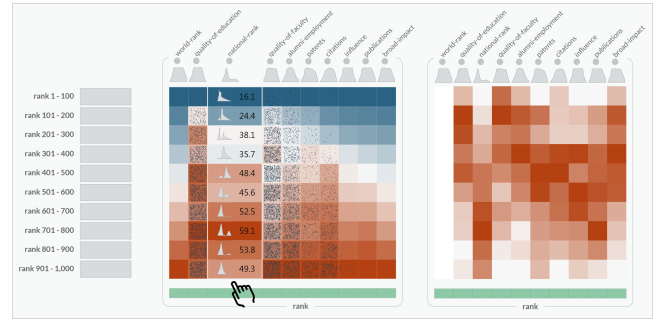 world-rank
quality-of-education
national-rank
quality-of-faculty
alumni-employment
patents
citations
influence
publications
broad-impact
world-rank
quality-of-education
national-rank
quality-of-faculty
alumni-employment
patents
citations
influence
publications
broad-impact
rank 1 - 100 16.1
rank 101 - 200 24.4
rank 201 - 300 38.1
rank 301 - 400 35.7
rank 401 - 500 48.4
rank 501 - 600 45.6
rank 601 - 700 52.5
rank 701 - 800 59.1
rank 801 - 900 53.8
rank 901 - 1,000 49.3
rank
rank